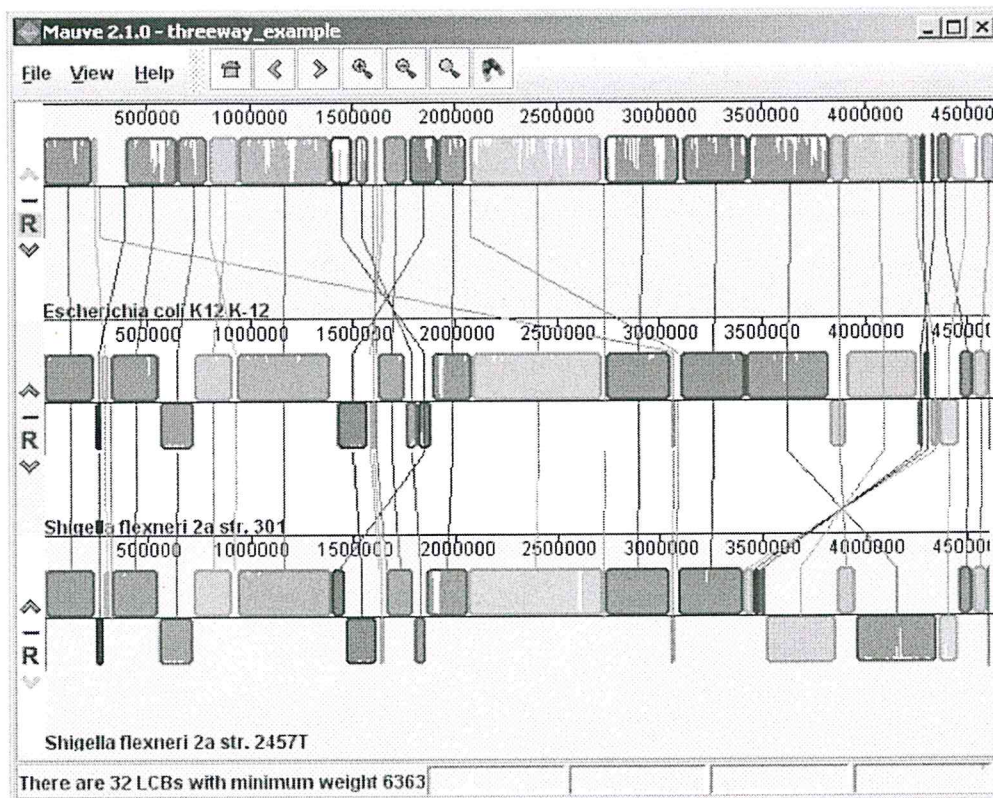 Mauve 2.1.0 - threeway_example
File View Help
500000 1000000 1500000 2000000 2500000 3000000 3500000 4000000 450000
R
Escherichia coli K12 K-12
500000 1000000 1500000 2000000 2500000 3000000 3500000 4000000 450000
R
Shigella flexneri 2a str. 301
500000 1000000 1500000 2000000 2500000 3000000 3500000 4000000 450000
R
Shigella flexneri 2a str. 2457T
There are 32 LCBs with minimum weight 6363